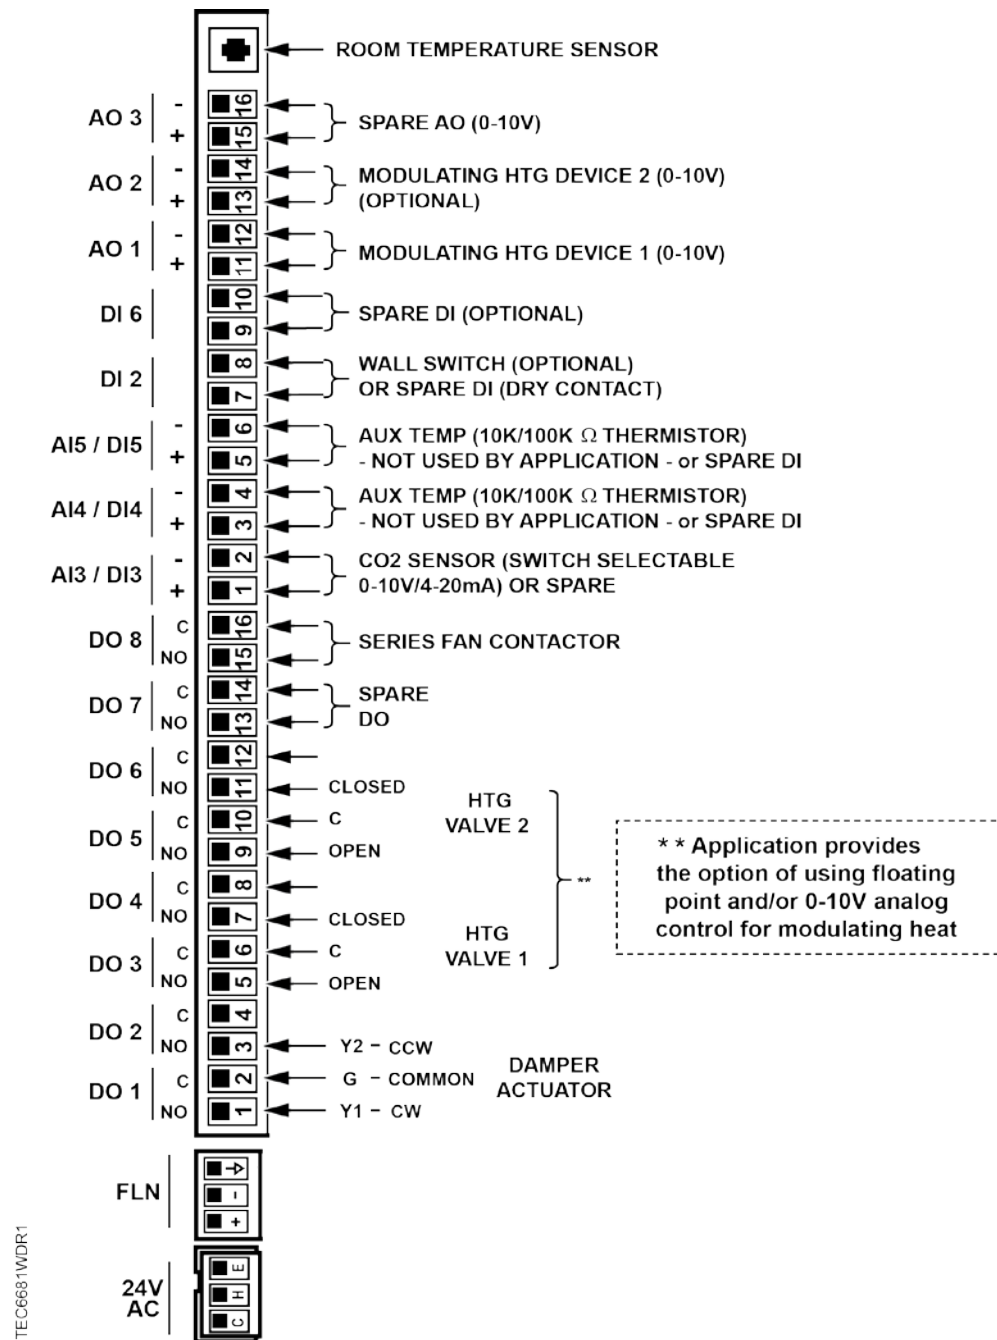 ROOM TEMPERATURE SENSOR
AO 3 - 16
+ 15
SPARE AO (0-10V)
AO 2 - 14
+ 13
MODULATING HTG DEVICE 2 (0-10V)
(OPTIONAL)
AO 1 - 12
+ 11
MODULATING HTG DEVICE 1 (0-10V)
DI 6 10
9
SPARE DI (OPTIONAL)
DI 2 8
7
WALL SWITCH (OPTIONAL)
OR SPARE DI (DRY CONTACT)
AI5 / DI5 - 6
+ 5
AUX TEMP (10K/100K Ω THERMISTOR)
- NOT USED BY APPLICATION - or SPARE DI
AI4 / DI4 - 4
+ 3
AUX TEMP (10K/100K Ω THERMISTOR)
- NOT USED BY APPLICATION - or SPARE DI
AI3 / DI3 - 2
+ 1
CO2 SENSOR (SWITCH SELECTABLE
0-10V/4-20mA) OR SPARE
DO 8 C 16
NO 15
SERIES FAN CONTACTOR
DO 7 C 14
NO 13
SPARE
DO
DO 6 C 12
NO 11 CLOSED
DO 5 C 10 C
NO 9 OPEN
HTG
VALVE 2
DO 4 C 8
NO 7 CLOSED
DO 3 C 6 C
NO 5 OPEN
HTG
VALVE 1
**
* * Application provides
the option of using floating
point and/or 0-10V analog
control for modulating heat
DO 2 C 4
NO 3 Y2 - CCW
DO 1 C 2 G - COMMON
NO 1 Y1 - CW
DAMPER
ACTUATOR
FLN
-
+
24V
AC
E
H
C
TEC6681WDR1